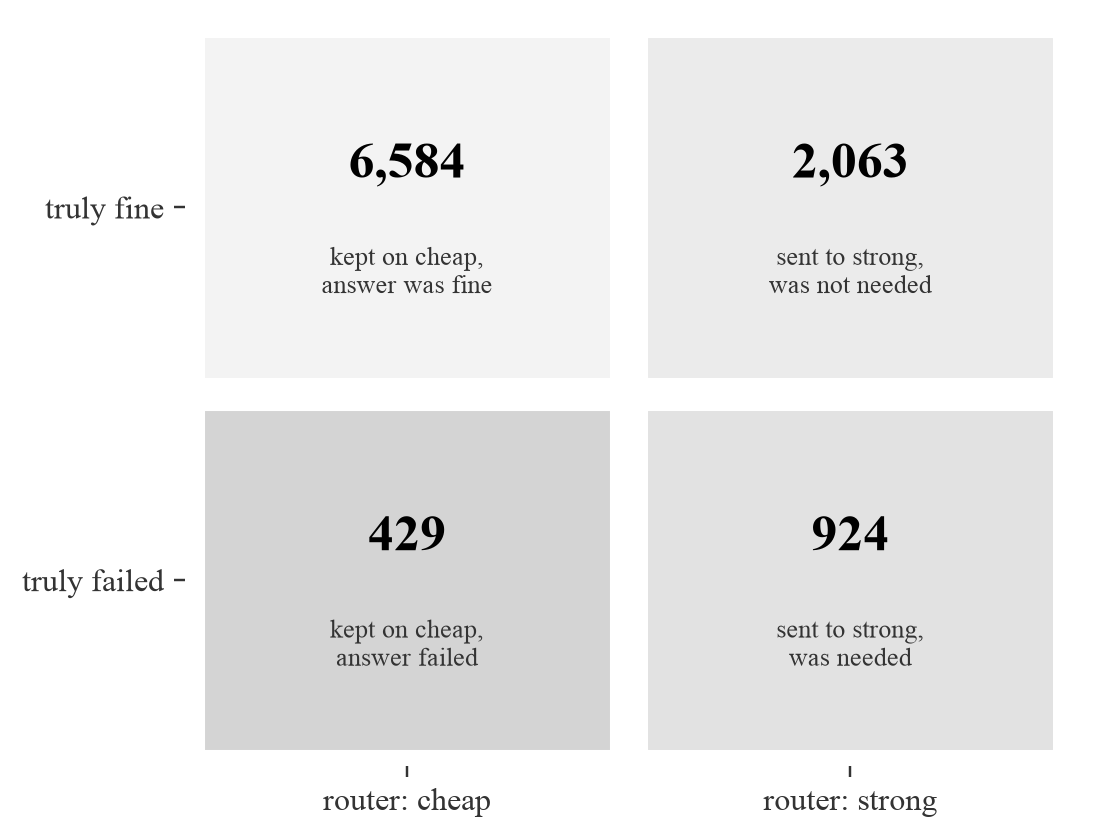 6,584
2,063
truly fine
kept on cheap,
answer was fine
sent to strong,
was not needed
429
924
truly failed
kept on cheap,
answer failed
sent to strong,
was needed
router: cheap
router: strong